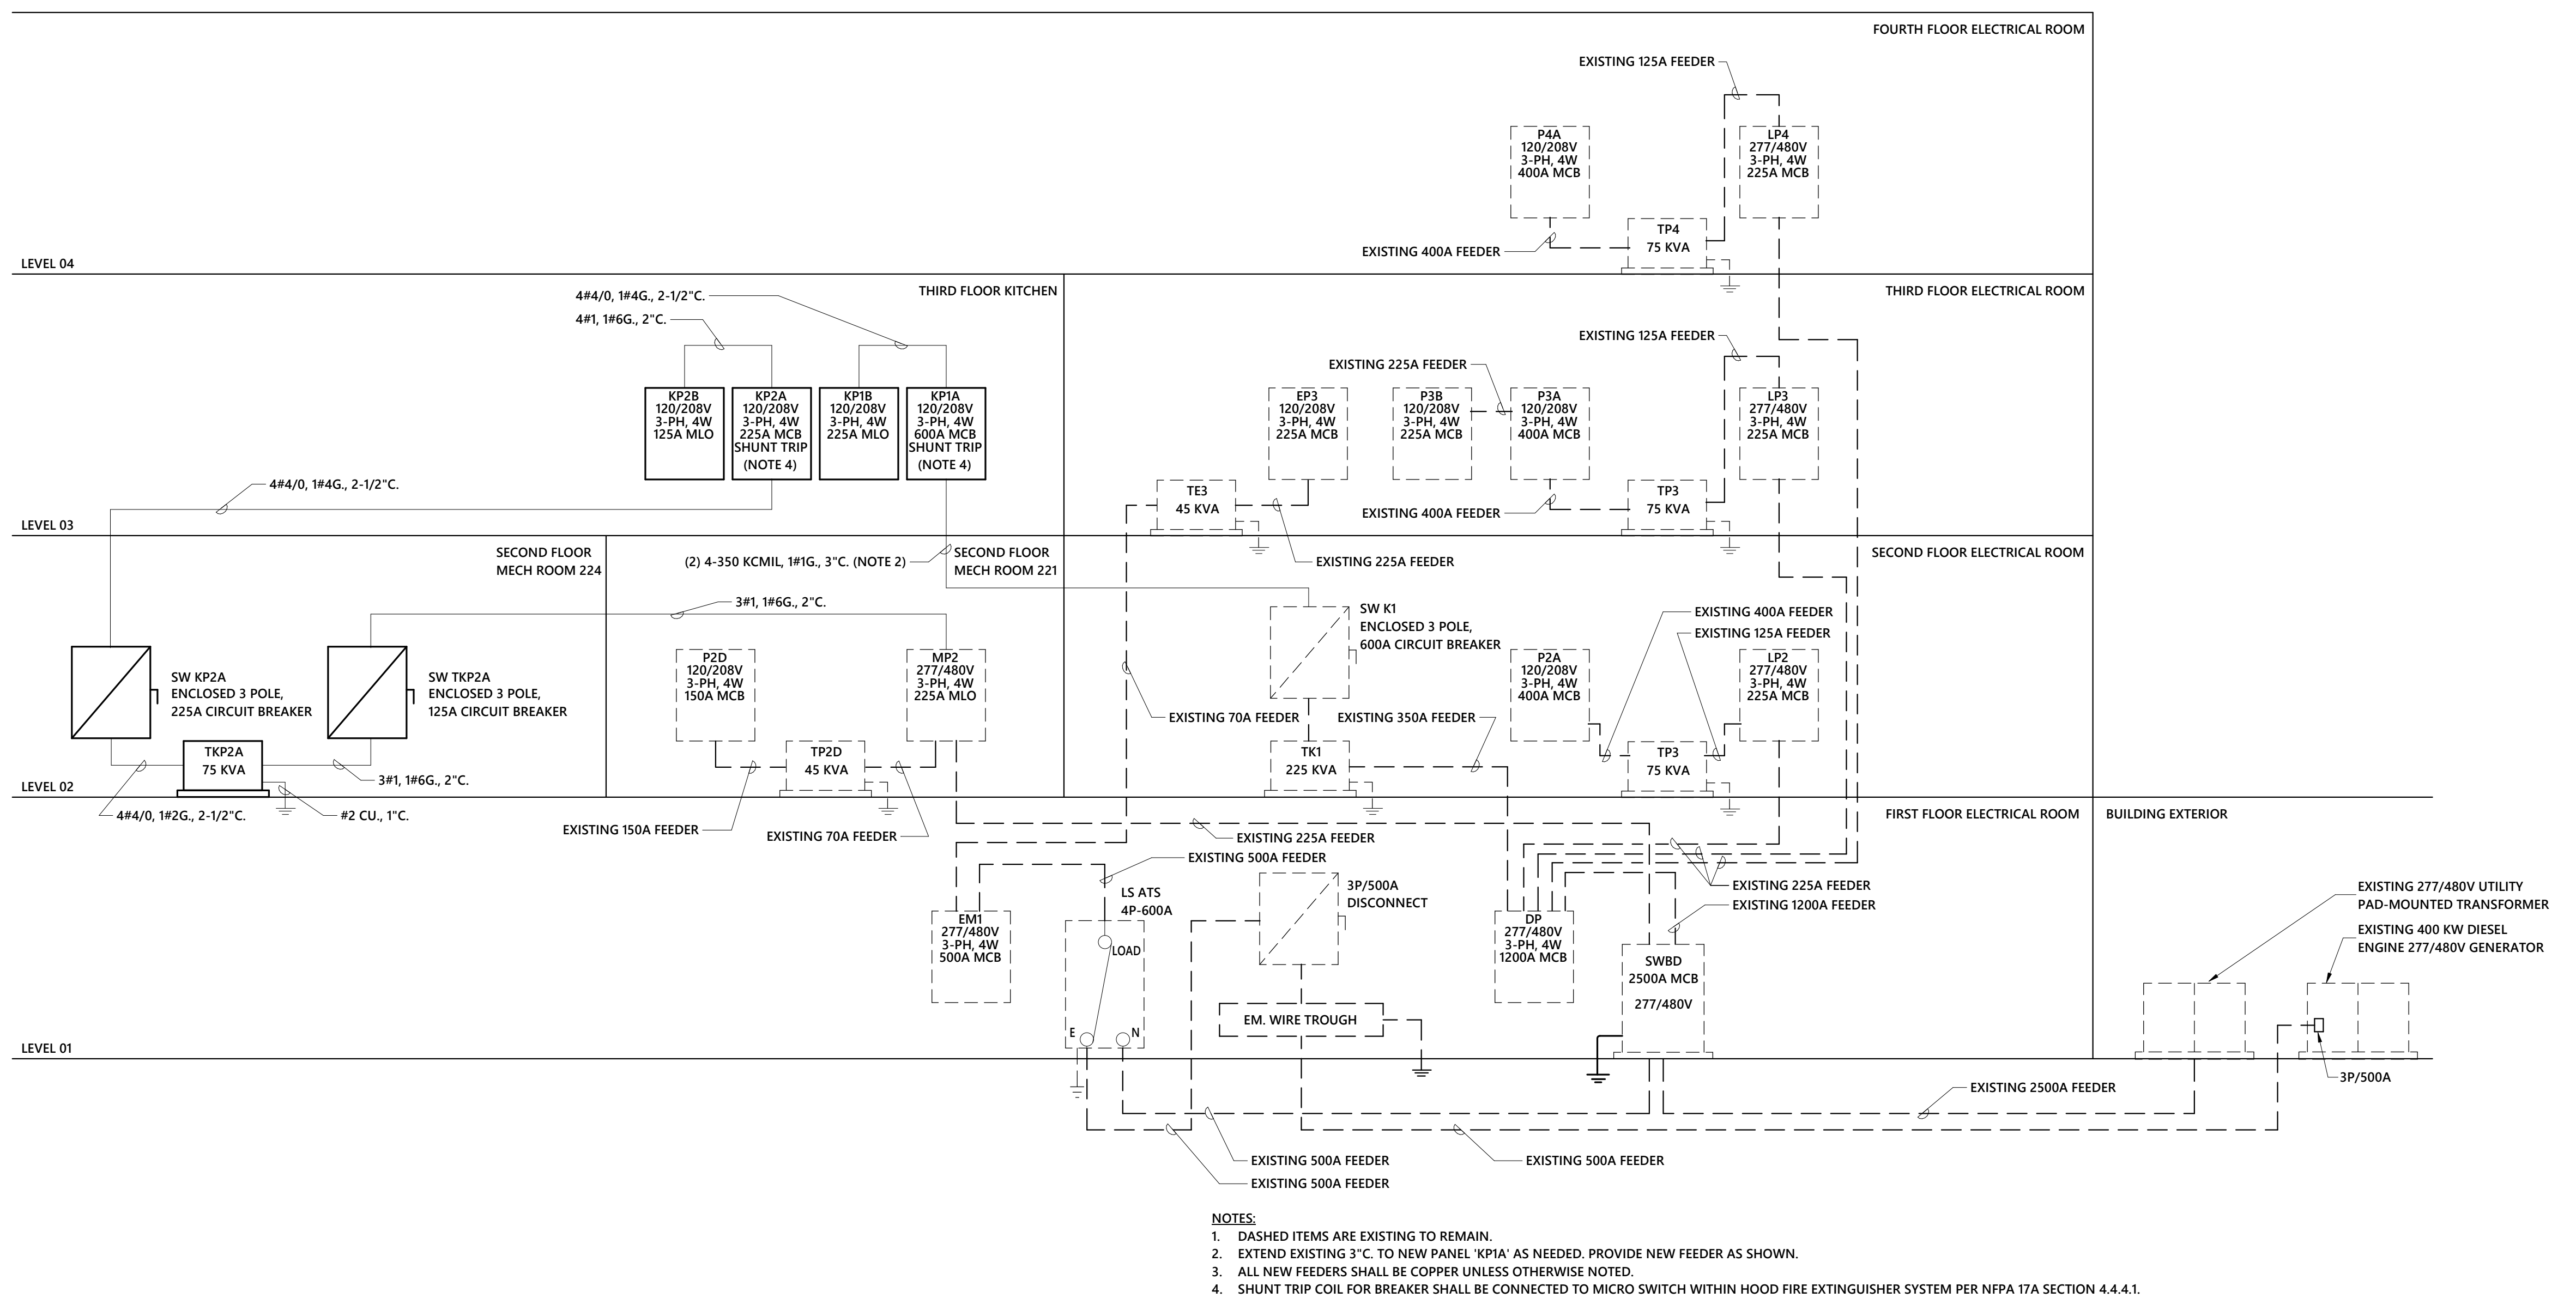 FOURTH FLOOR ELECTRICAL ROOM
EXISTING 125A FEEDER
P4A
120/208V
3-PH, 4W
400A MCB
LP4
277/480V
3-PH, 4W
225A MCB
TP4
75 KVA
EXISTING 400A FEEDER
LEVEL 04
THIRD FLOOR KITCHEN
4#4/0, 1#4G., 2-1/2"C.
4#1, 1#6G., 2"C.
KP2B
120/208V
3-PH, 4W
125A MLO
KP2A
120/208V
3-PH, 4W
225A MCB
SHUNT TRIP
(NOTE 4)
KP1B
120/208V
3-PH, 4W
225A MLO
KP1A
120/208V
3-PH, 4W
600A MCB
SHUNT TRIP
(NOTE 4)
4#4/0, 1#4G., 2-1/2"C.
LEVEL 03
THIRD FLOOR ELECTRICAL ROOM
EXISTING 125A FEEDER
EXISTING 225A FEEDER
EP3
120/208V
3-PH, 4W
225A MCB
P3B
120/208V
3-PH, 4W
225A MCB
P3A
120/208V
3-PH, 4W
400A MCB
LP3
277/480V
3-PH, 4W
225A MCB
TE3
45 KVA
EXISTING 400A FEEDER
TP3
75 KVA
SECOND FLOOR
MECH ROOM 224
SW KP2A
ENCLOSED 3 POLE,
225A CIRCUIT BREAKER
SW TKP2A
ENCLOSED 3 POLE,
125A CIRCUIT BREAKER
TKP2A
75 KVA
3#1, 1#6G., 2"C.
LEVEL 02
4#4/0, 1#2G., 2-1/2"C.
#2 CU., 1"C.
(2) 4-350 KCMIL, 1#1G., 3"C. (NOTE 2)
SECOND FLOOR
MECH ROOM 221
3#1, 1#6G., 2"C.
P2D
120/208V
3-PH, 4W
150A MCB
MP2
277/480V
3-PH, 4W
225A MLO
TP2D
45 KVA
EXISTING 150A FEEDER
EXISTING 70A FEEDER
SECOND FLOOR ELECTRICAL ROOM
EXISTING 225A FEEDER
SW K1
ENCLOSED 3 POLE,
600A CIRCUIT BREAKER
EXISTING 400A FEEDER
EXISTING 125A FEEDER
P2A
120/208V
3-PH, 4W
400A MCB
LP2
277/480V
3-PH, 4W
225A MCB
EXISTING 70A FEEDER
EXISTING 350A FEEDER
TK1
225 KVA
TP3
75 KVA
FIRST FLOOR ELECTRICAL ROOM
BUILDING EXTERIOR
EXISTING 225A FEEDER
EXISTING 500A FEEDER
LS ATS
4P-600A
3P/500A
DISCONNECT
EXISTING 225A FEEDER
EXISTING 1200A FEEDER
EM1
277/480V
3-PH, 4W
500A MCB
LOAD
E
N
EM. WIRE TROUGH
DP
277/480V
3-PH, 4W
1200A MCB
SWBD
2500A MCB
277/480V
EXISTING 277/480V UTILITY
PAD-MOUNTED TRANSFORMER
EXISTING 400 KW DIESEL
ENGINE 277/480V GENERATOR
LEVEL 01
3P/500A
EXISTING 2500A FEEDER
EXISTING 500A FEEDER
EXISTING 500A FEEDER
EXISTING 500A FEEDER
NOTES:
1. DASHED ITEMS ARE EXISTING TO REMAIN.
2. EXTEND EXISTING 3"C. TO NEW PANEL 'KP1A' AS NEEDED. PROVIDE NEW FEEDER AS SHOWN.
3. ALL NEW FEEDERS SHALL BE COPPER UNLESS OTHERWISE NOTED.
4. SHUNT TRIP COIL FOR BREAKER SHALL BE CONNECTED TO MICRO SWITCH WITHIN HOOD FIRE EXTINGUISHER SYSTEM PER NFPA 17A SECTION 4.4.4.1.